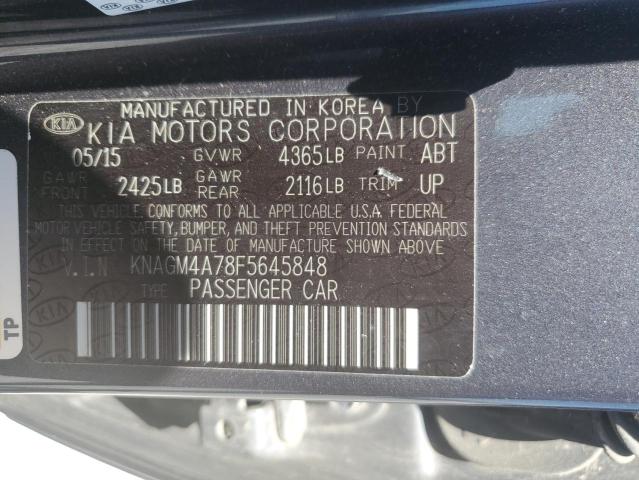 MANUFACTURED IN KOREA BY
KIA KIA MOTORS CORPORATION
05/15 GVWR 4365LB PAINT ABT
GAWR FRONT 2425LB GAWR REAR 2116LB TRIM UP
THIS VEHICLE CONFORMS TO ALL APPLICABLE U.S.A. FEDERAL
MOTOR VEHICLE SAFETY, BUMPER, AND THEFT PREVENTION STANDARDS
IN EFFECT ON THE DATE OF MANUFACTURE SHOWN ABOVE.
V.I.N KNAGM4A78F5645848
TYPE PASSENGER CAR
TP